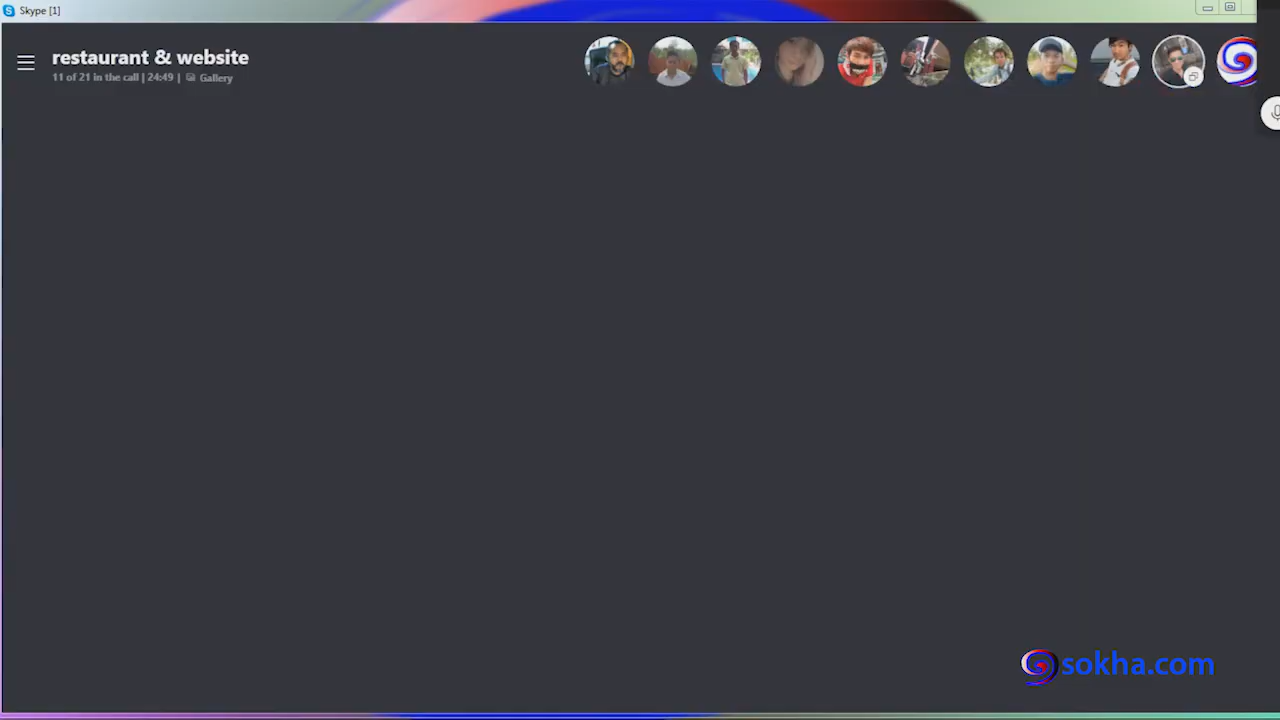 Skype [1]
restaurant & website
11 of 21 in the call | 24:49 | Gallery
sokha.com